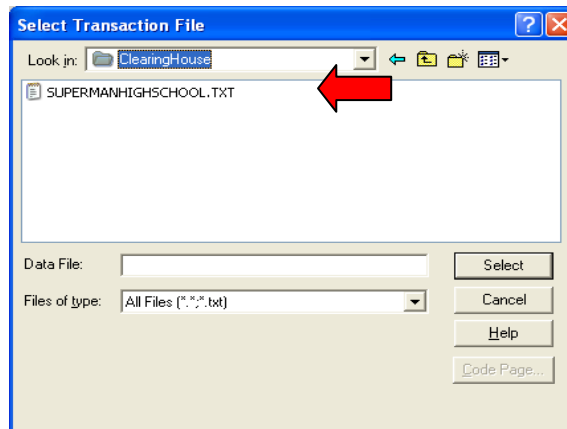 Select Transaction File
Look in: ClearingHouse
SUPERMANHIGHSCHOOL.TXT
Data File:
Select
Files of type: All Files (*.*;*.txt)
Cancel
Help
Code Page...